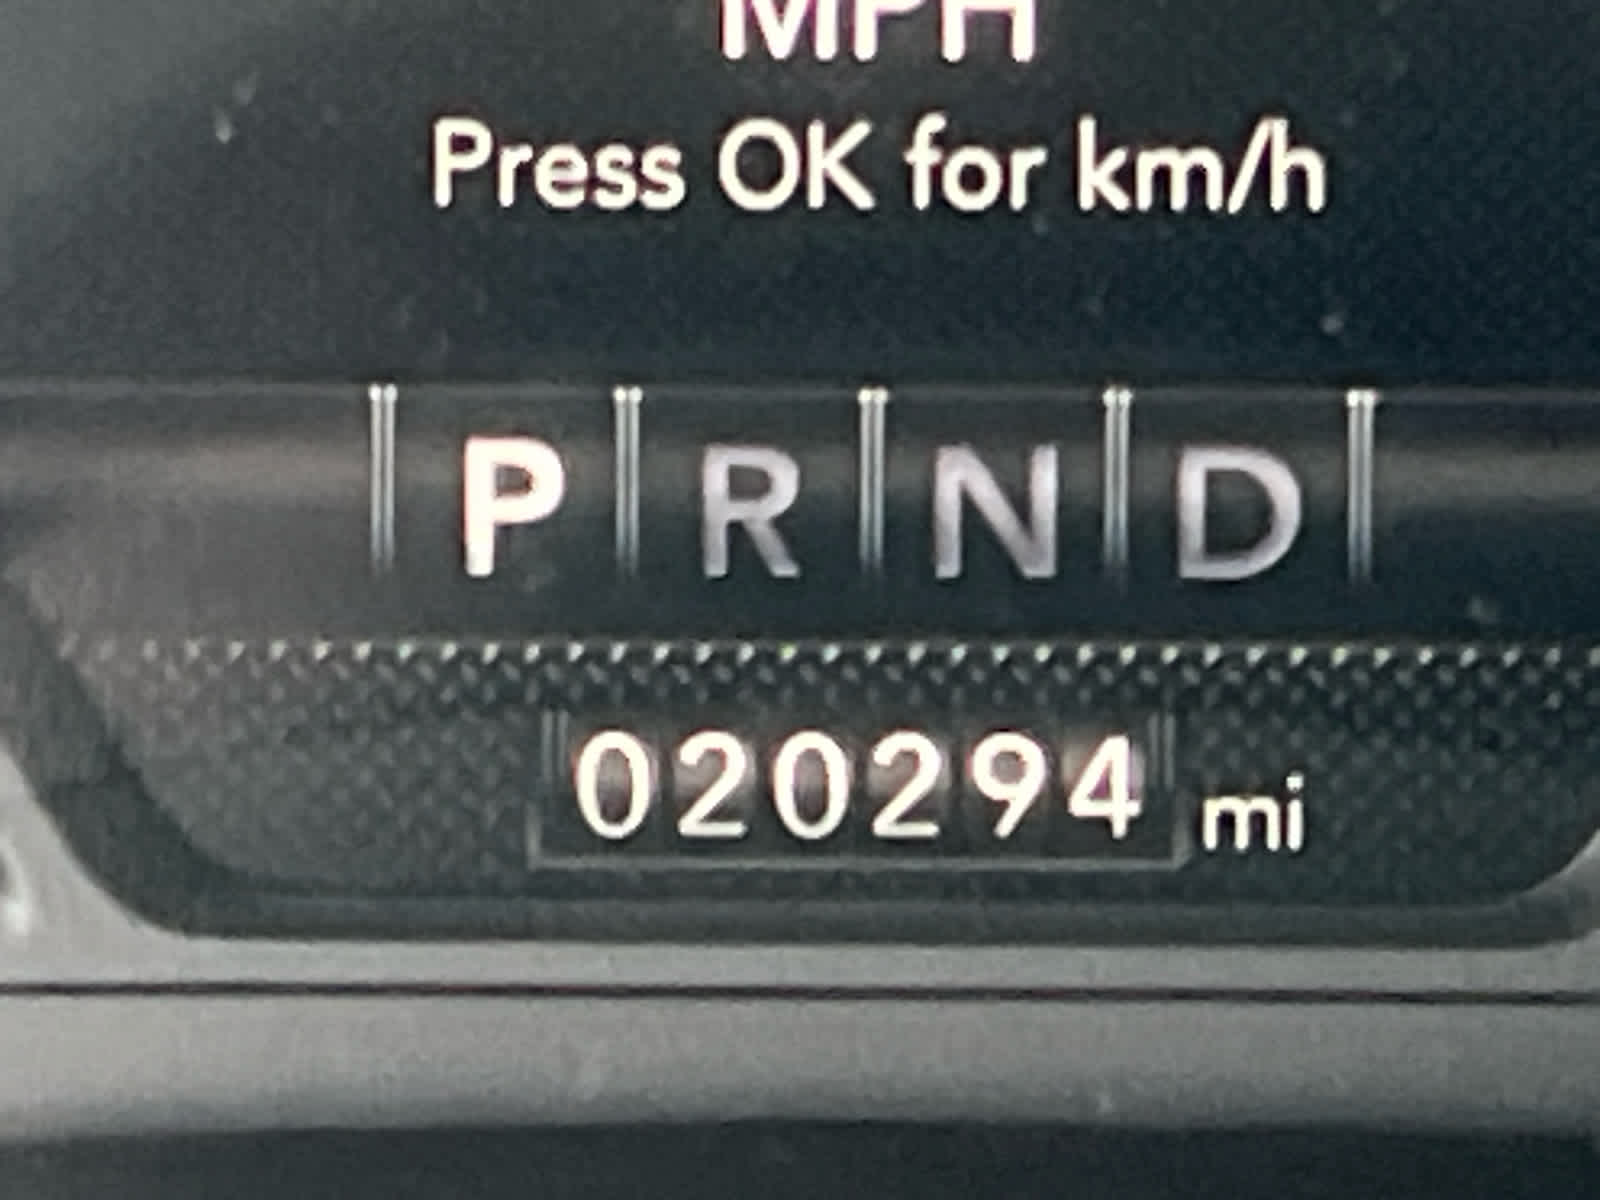 MPH
Press OK for km/h
P R N D
020294 mi